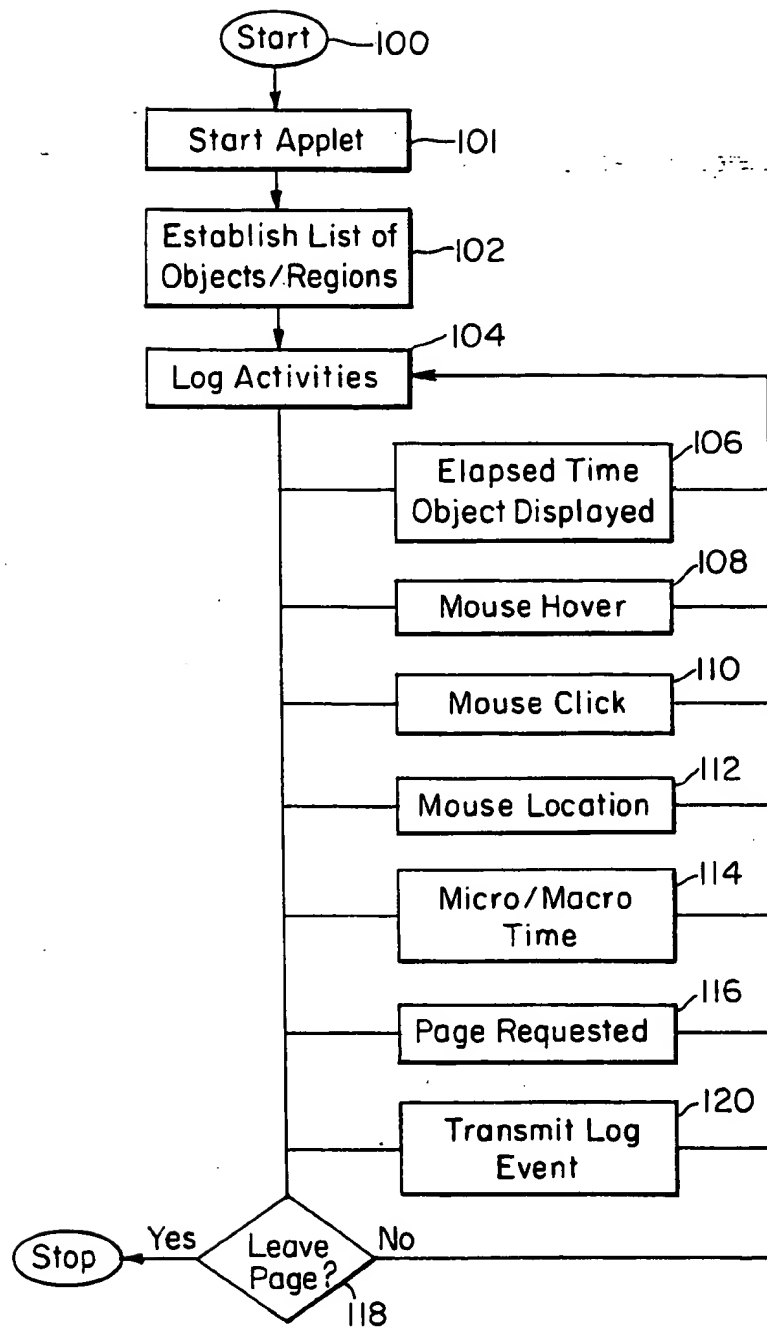 Start
100
Start Applet
101
Establish List of
Objects/Regions
102
104
Log Activities
106
Elapsed Time
Object Displayed
108
Mouse Hover
110
Mouse Click
112
Mouse Location
114
Micro/Macro
Time
116
Page Requested
120
Transmit Log
Event
Yes
No
Stop
Leave
Page?
118